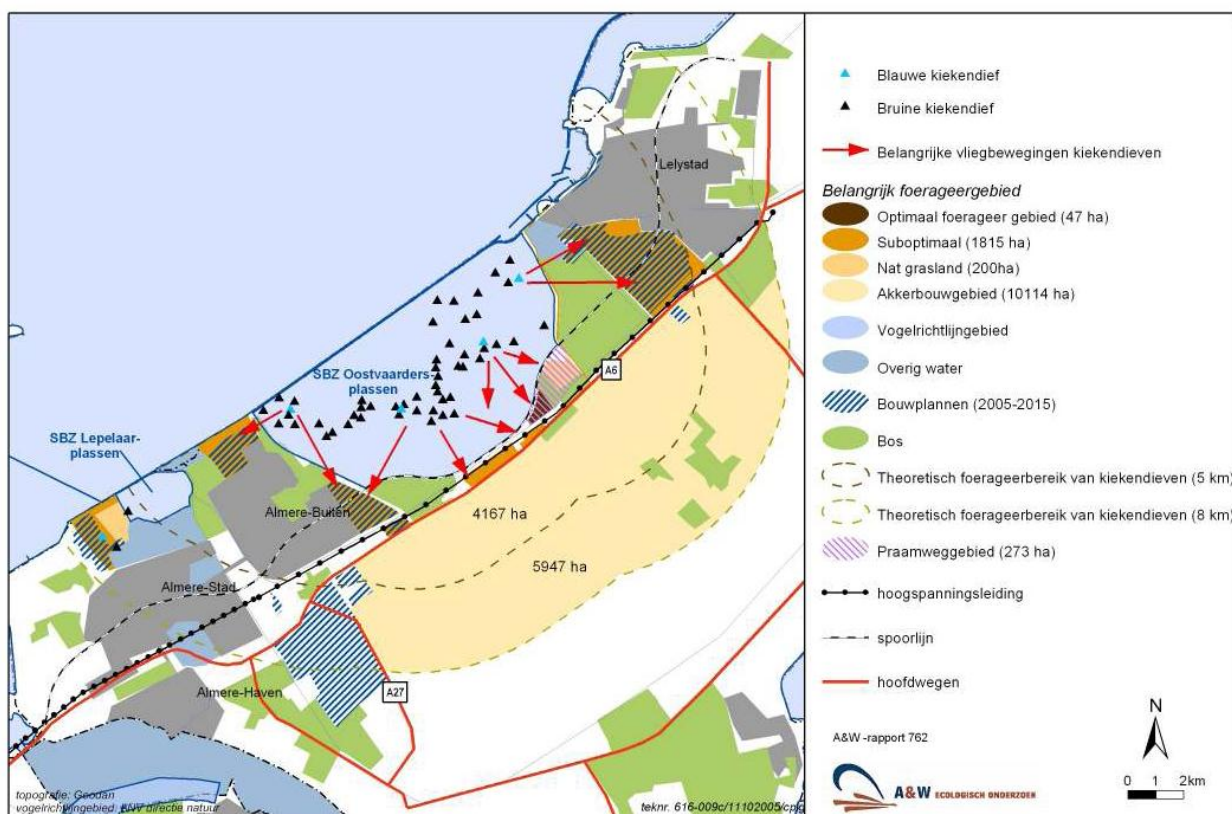 Lelystad
A6
SBZ Oostvaarders-
plassen
SBZ Lepelaar-
plassen
Almere-Buiten
4167 ha
5947 ha
Almere-Stad
Almere-Haven
A27
topografie: Geodan
vogelrichtlijngebied: directie natuur
teknr. 616-009c/11102005/
Blauwe kiekendief
Bruine kiekendief
Belangrijke vliegbewegingen kiekendieven
Belangrijk foerageergebied
Optimaal foerageer gebied (47 ha)
Suboptimaal (1815 ha)
Nat grasland (200ha)
Akkerbouwgebied (10114 ha)
Vogelrichtlijngebied
Overig water
Bouwplannen (2005-2015)
Bos
Theoretisch foerageerbereik van kiekendieven (5 km)
Theoretisch foerageerbereik van kiekendieven (8 km)
Praamweggebied (273 ha)
hoogspanningsleiding
spoorlijn
hoofdwegen
A&W -rapport 762
N
0 1 2km
A&W ECOLOGISCH ONDERZOEK